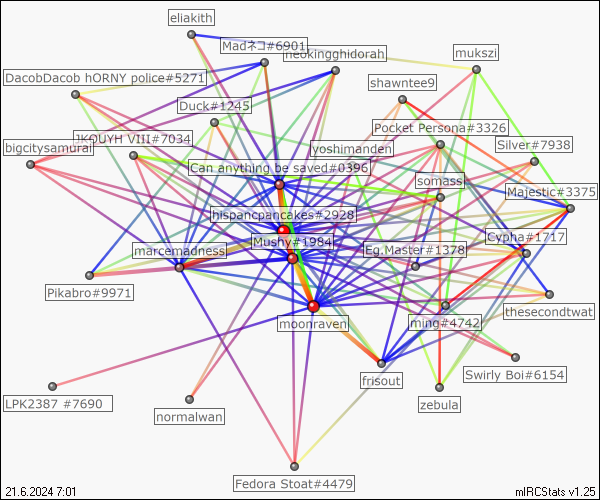 eliakith
Madネコ#6901
neokingghidorah
mukszi
DacobDacob hORNY police#5271
shawntee9
Duck#1245
Pocket Persona#3326
JKOUYH VIII#7034
Silver#7938
bigcitysamurai
yoshimanden
Can anything be saved#0396
somassi
Majestic#3375
hispancpancakes#2928
Cypha#1717
Mushy#1984
marcemadness
Eg.Master#1378
Pikabro#9971
thesecondtwat
moonraven
ming#4742
Swirly Boi#6154
frisout
LPK2387 #7690
zebula
normalwan
Fedora Stoat#4479
21.6.2024 7:01
mIRCStats v1.25